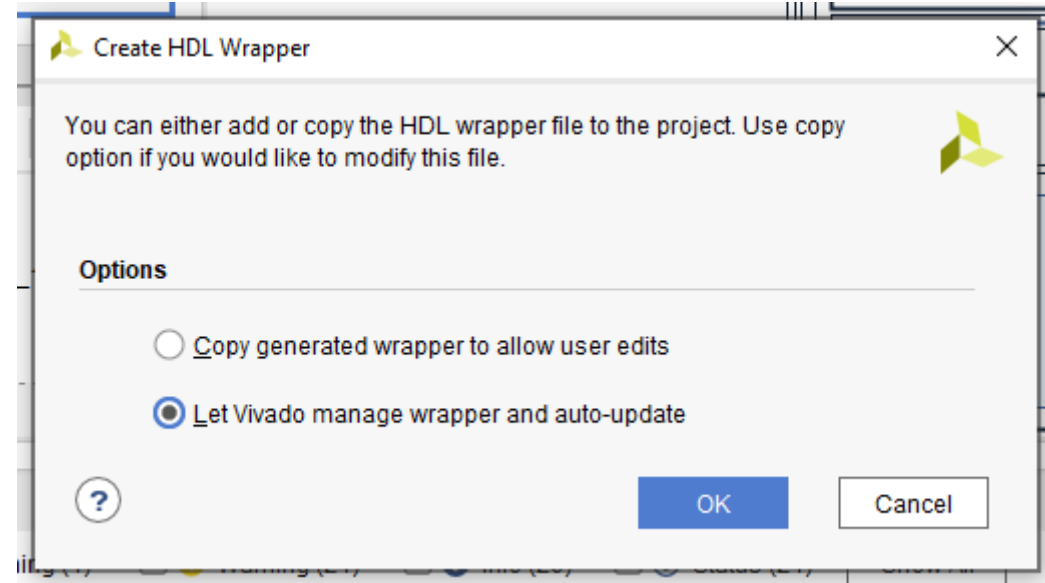 Create HDL Wrapper
You can either add or copy the HDL wrapper file to the project. Use copy
option if you would like to modify this file.
Options
Copy generated wrapper to allow user edits
Let Vivado manage wrapper and auto-update
?
OK
Cancel